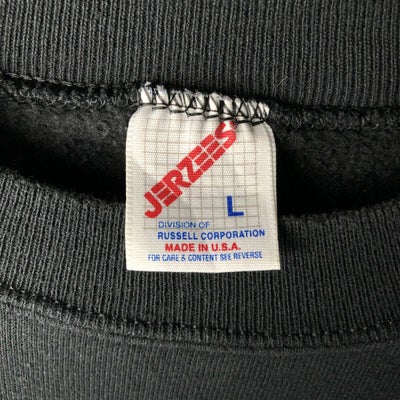 JERZEES
L
DIVISION OF
RUSSELL CORPORATION
MADE IN U.S.A.
FOR CARE & CONTENT SEE REVERSE